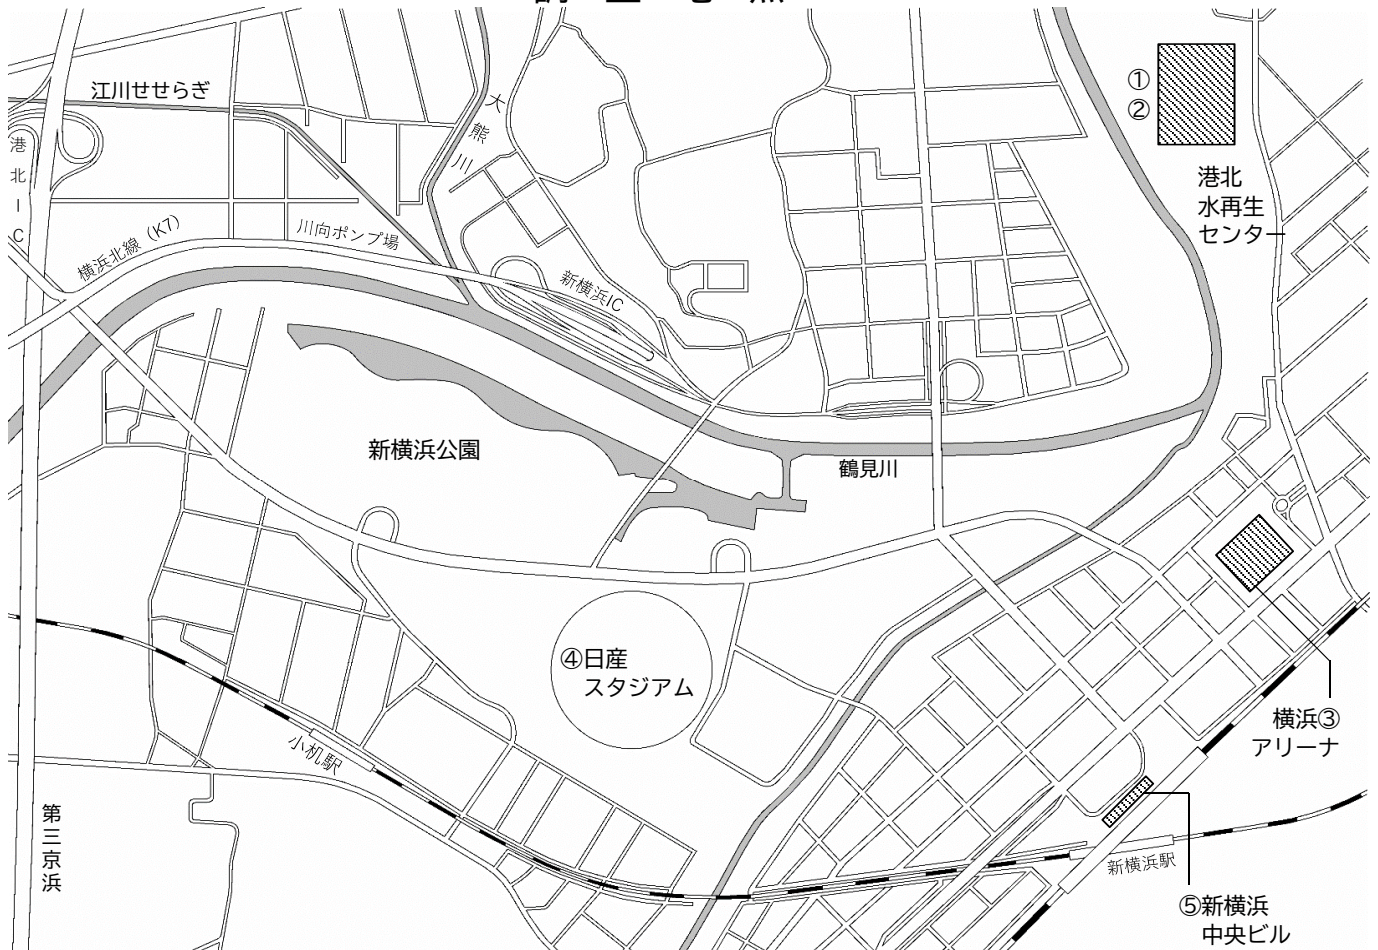 江川せせらぎ
大熊川
①
②
港北IC
港北
水再生
センター
横浜北線（K7）
川向ポンプ場
新横浜IC
新横浜公園
鶴見川
④日産
スタジアム
横浜③
アリーナ
小机駅
第三京浜
新横浜駅
⑤新横浜
中央ビル